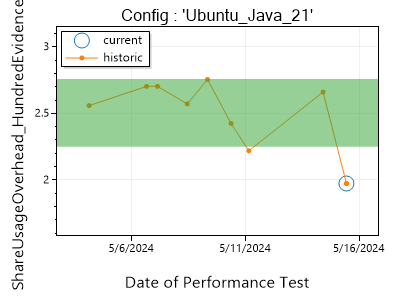 Config : 'Ubuntu_Java_21'
current
historic
ShareUsageOverhead_HundredEvidence
3
2.5
2
5/6/2024
5/11/2024
5/16/2024
Date of Performance Test